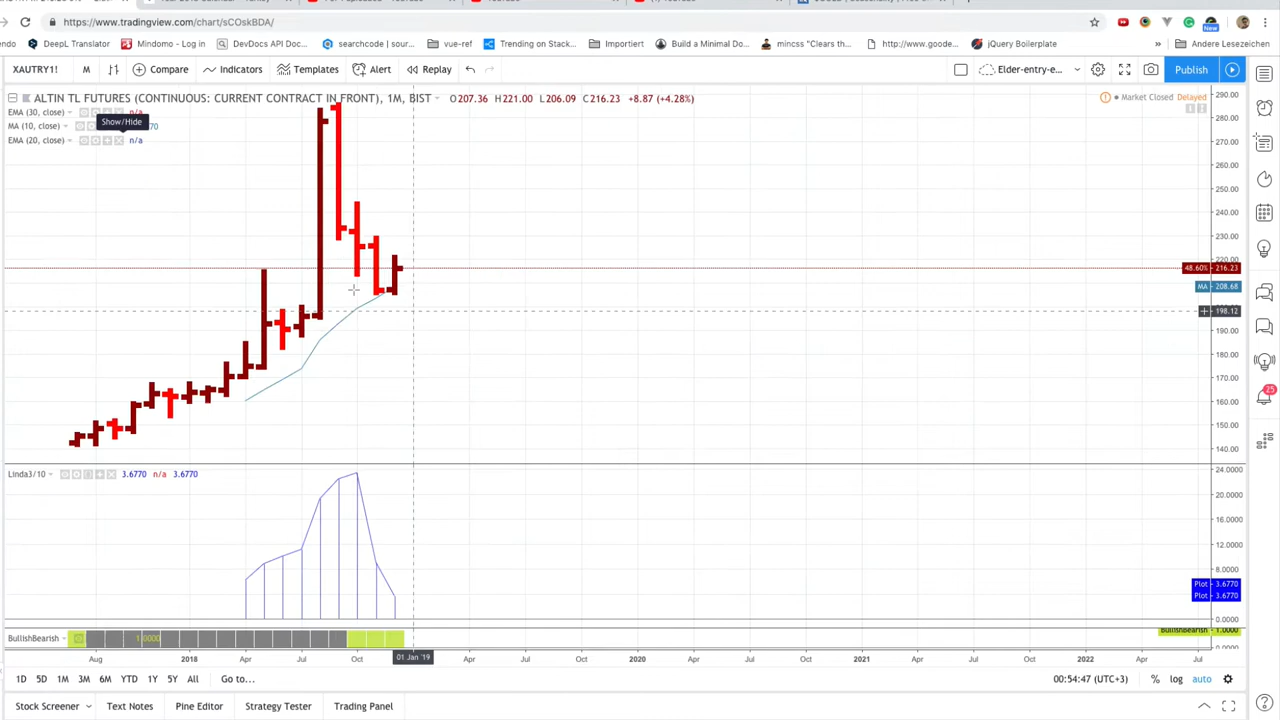 https://www.tradingview.com/chart/sCOskBDA/
endo DeepL Translator Mindomo - Log in DevDocs API Doc... searchcode | sour... vue-ref Trending on Stack... Importiert Build a Minimal Do... mincss "Clears th... http://www.goode... jQuery Boilerplate » Andere Lesezeichen
XAUTRY1! M Compare Indicators Templates Alert Replay Elder-entry-e... Publish
ALTIN TL FUTURES (CONTINUOUS: CURRENT CONTRACT IN FRONT), 1M, BIST O207.36 H221.00 L206.09 C216.23 +8.87 (+4.28%) Market Closed Delayed
EMA (30, close) n/a
Show/Hide
MA (10, close) 70
EMA (20, close) n/a
290.00
280.00
270.00
260.00
250.00
240.00
230.00
220.00
48.60% 216.23
MA 208.68
198.12
190.00
180.00
170.00
160.00
150.00
140.00
Linda3/10 3.6770 n/a 3.6770
24.0000
20.0000
16.0000
12.0000
8.0000
Plot 3.6770
Plot 3.6770
0.0000
BullishBearish 1.0000 BullishBearish 1.0000
0.0000
Aug 2018 Apr Jul Oct 01 Jan '19 Apr Jul Oct 2020 Apr Jul Oct 2021 Apr Jul Oct 2022 Apr Jul
1D 5D 1M 3M 6M YTD 1Y 5Y All Go to... 00:54:47 (UTC+3) % log auto
Stock Screener Text Notes Pine Editor Strategy Tester Trading Panel
New
25